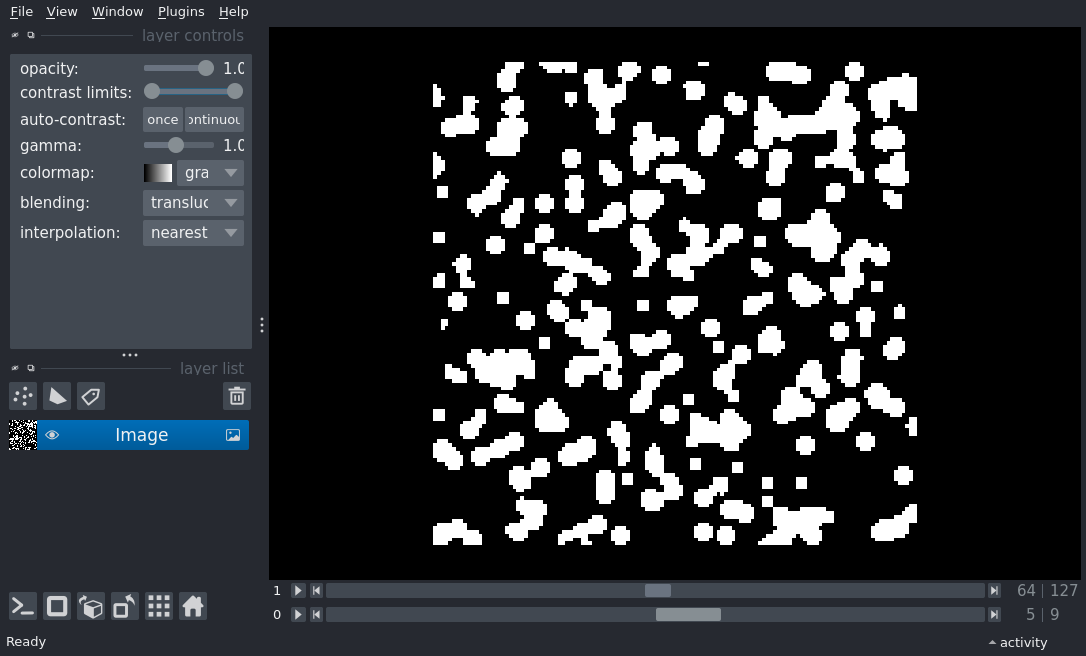 File View Window Plugins Help
layer controls
opacity: 1.0
contrast limits:
auto-contrast: once ontinuou
gamma: 1.0
colormap: gra
blending: transluc
interpolation: nearest
layer list
Image
1 64 127
0 5 9
Ready activity